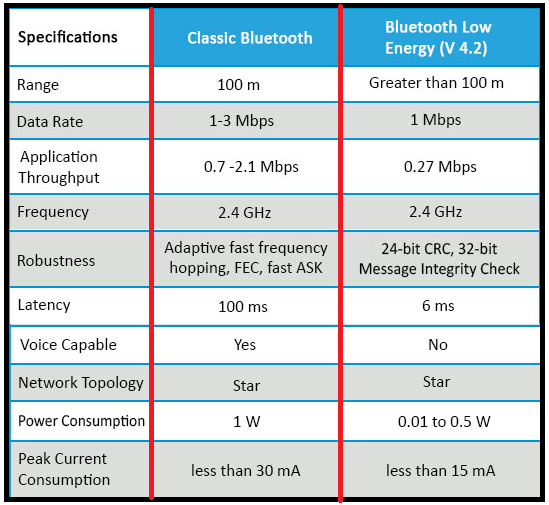 Specifications Classic Bluetooth Bluetooth Low
Energy (V 4.2)
Range 100 m Greater than 100 m
Data Rate 1-3 Mbps 1 Mbps
Application
Throughput 0.7 -2.1 Mbps 0.27 Mbps
Frequency 2.4 GHz 2.4 GHz
Robustness Adaptive fast frequency
hopping, FEC, fast ASK 24-bit CRC, 32-bit
Message Integrity Check
Latency 100 ms 6 ms
Voice Capable Yes No
Network Topology Star Star
Power Consumption 1 W 0.01 to 0.5 W
Peak Current
Consumption less than 30 mA less than 15 mA